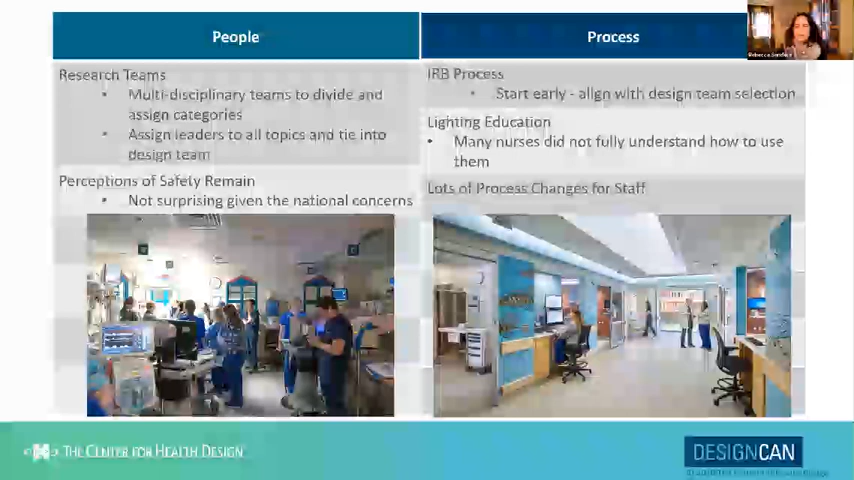 People
Process
Research Teams
• Multi-disciplinary teams to divide and
assign categories
• Assign leaders to all topics and tie into
design team
Perceptions of Safety Remain
• Not surprising given the national concerns
IRB Process
• Start early - align with design team selection
Lighting Education
• Many nurses did not fully understand how to use
them
Lots of Process Changes for Staff
THE CENTER FOR HEALTH DESIGN
DESIGNCAN